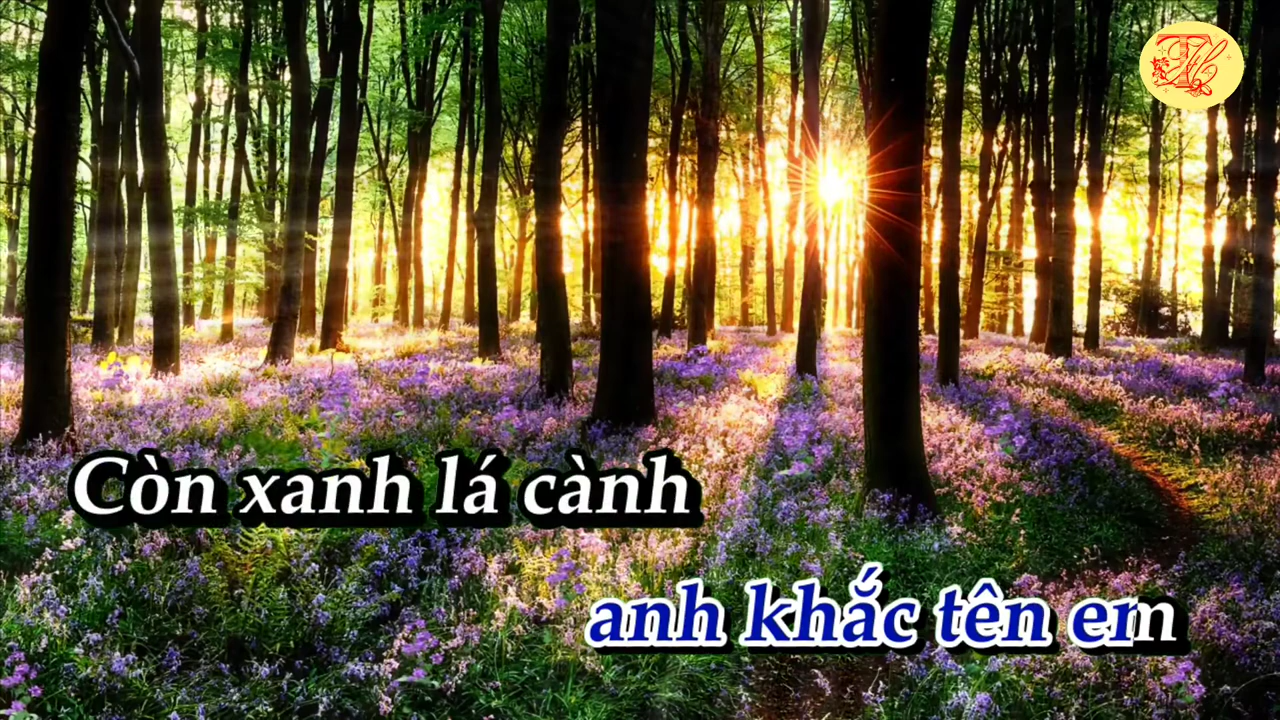 Còn xanh lá cành
anh khắc tên em